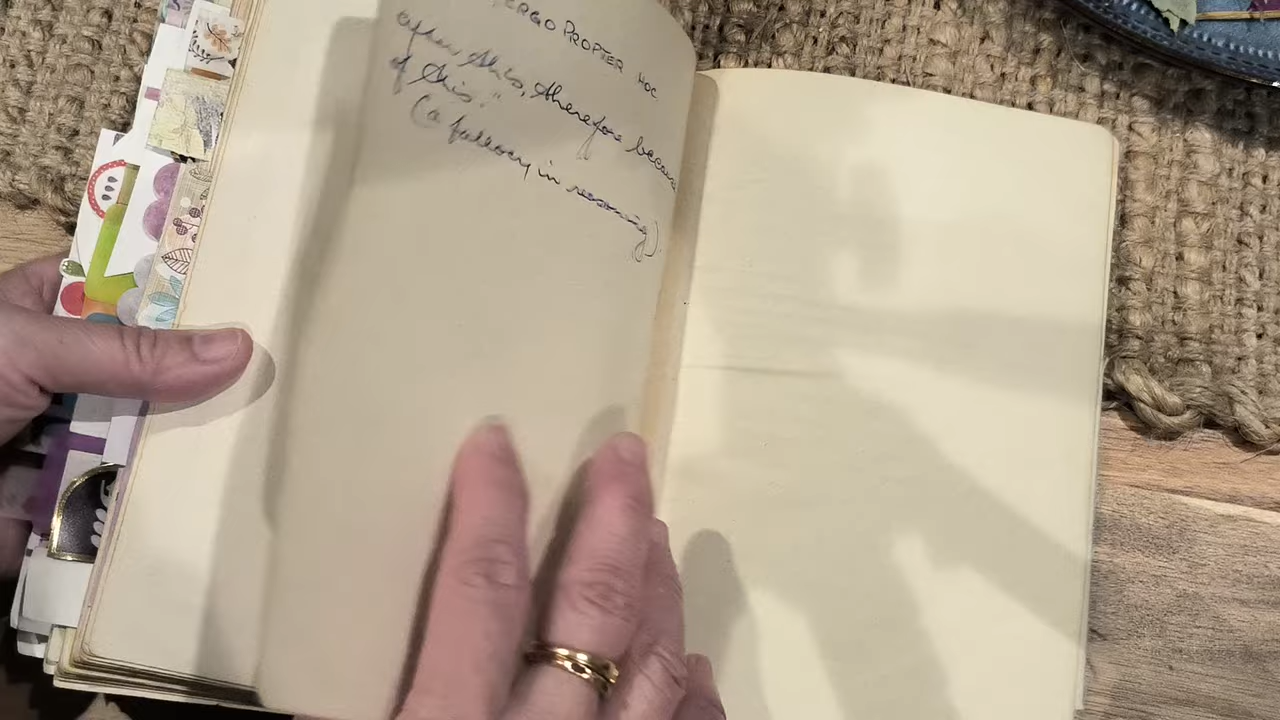 ERGO PROPTER HOC
after this, therefore because
of this."
(a fallacy in reasoning).